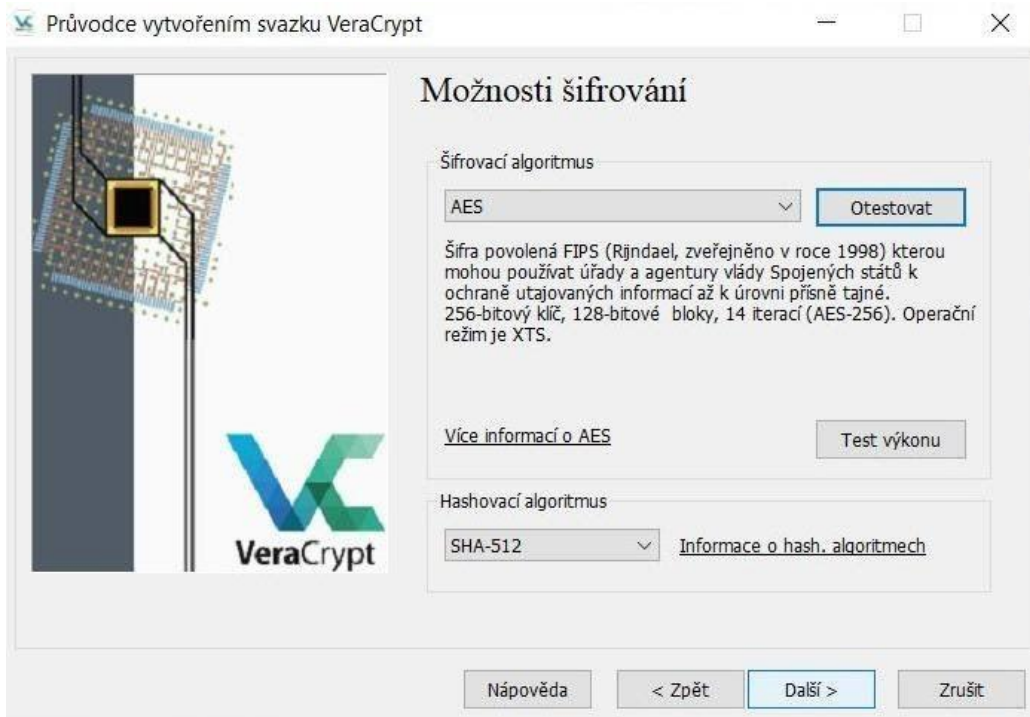 Průvodce vytvořením svazku VeraCrypt
Možnosti šifrování
Šifrovací algoritmus
AES
Otestovat
Šifra povolená FIPS (Rijndael, zveřejněno v roce 1998) kterou
mohou používat úřady a agentury vlády Spojených států k
ochraně utajovaných informací až k úrovni přísně tajné.
256-bitový klíč, 128-bitové bloky, 14 iterací (AES-256). Operační
režim je XTS.
Více informací o AES
Test výkonu
Hashovací algoritmus
SHA-512
Informace o hash. algoritmech
VeraCrypt
Nápověda
< Zpět
Další >
Zrušit